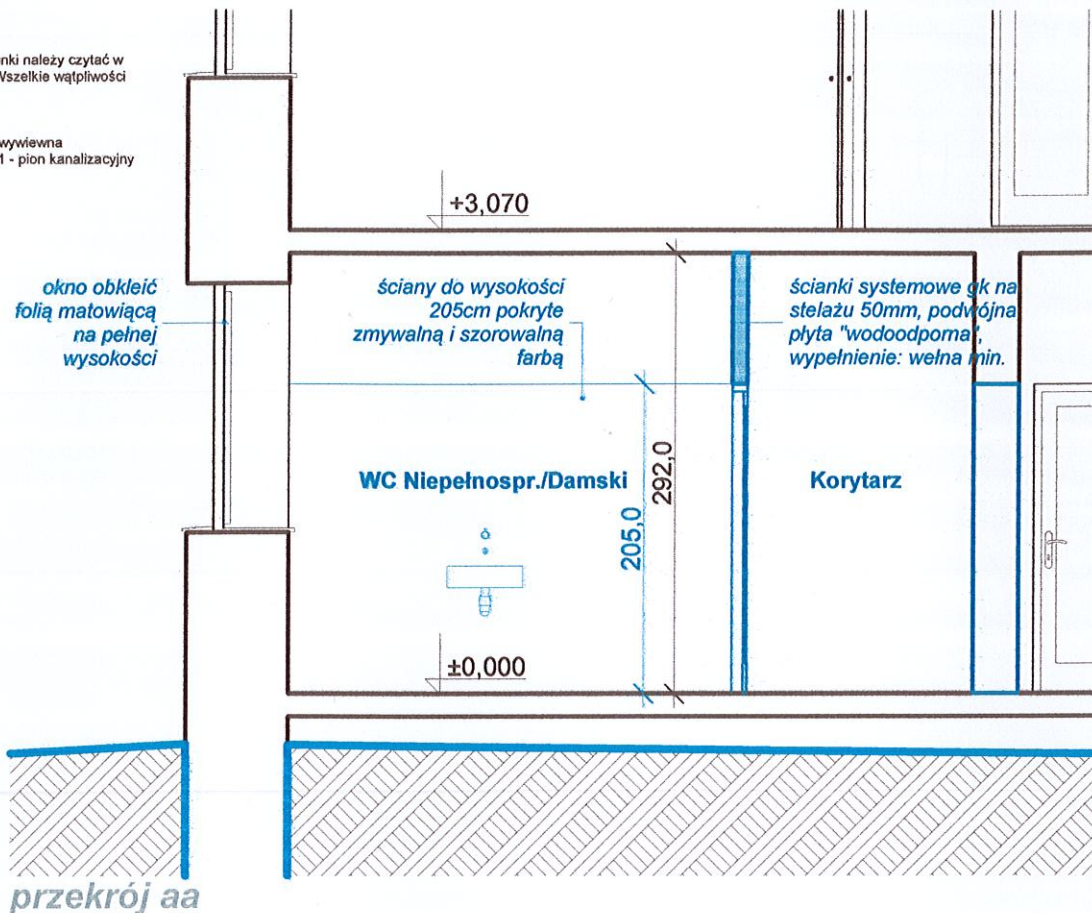 nki należy czytać w
Wszelkie wątpliwości
wywiewna
1 - pion kanalizacyjny
+3,070
okno obkleić
folią matowiącą
na pełnej
wysokości
ściany do wysokości
205cm pokryte
zmywalną i szorowalną
farbą
ścianki systemowe gk na
stelażu 50mm, podwójna
płyta "wodoodporna",
wypełnienie: wełna min.
WC Niepełnospr./Damski
Korytarz
292,0
205,0
±0,000
przekrój aa